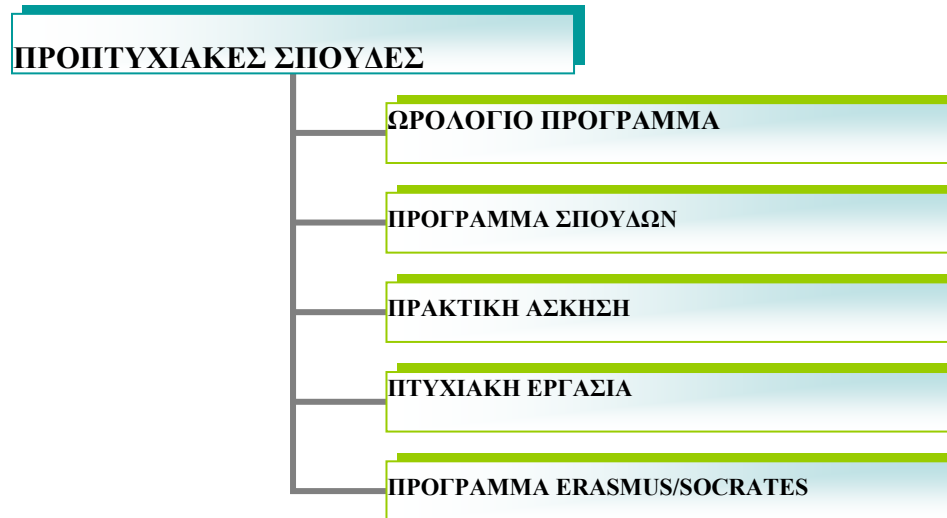 ΠΡΟΠΤΥΧΙΑΚΕΣ ΣΠΟΥΔΕΣ
ΩΡΟΛΟΓΙΟ ΠΡΟΓΡΑΜΜΑ
ΠΡΟΓΡΑΜΜΑ ΣΠΟΥΔΩΝ
ΠΡΑΚΤΙΚΗ ΑΣΚΗΣΗ
ΠΤΥΧΙΑΚΗ ΕΡΓΑΣΙΑ
ΠΡΟΓΡΑΜΜΑ ERASMUS/SOCRATES